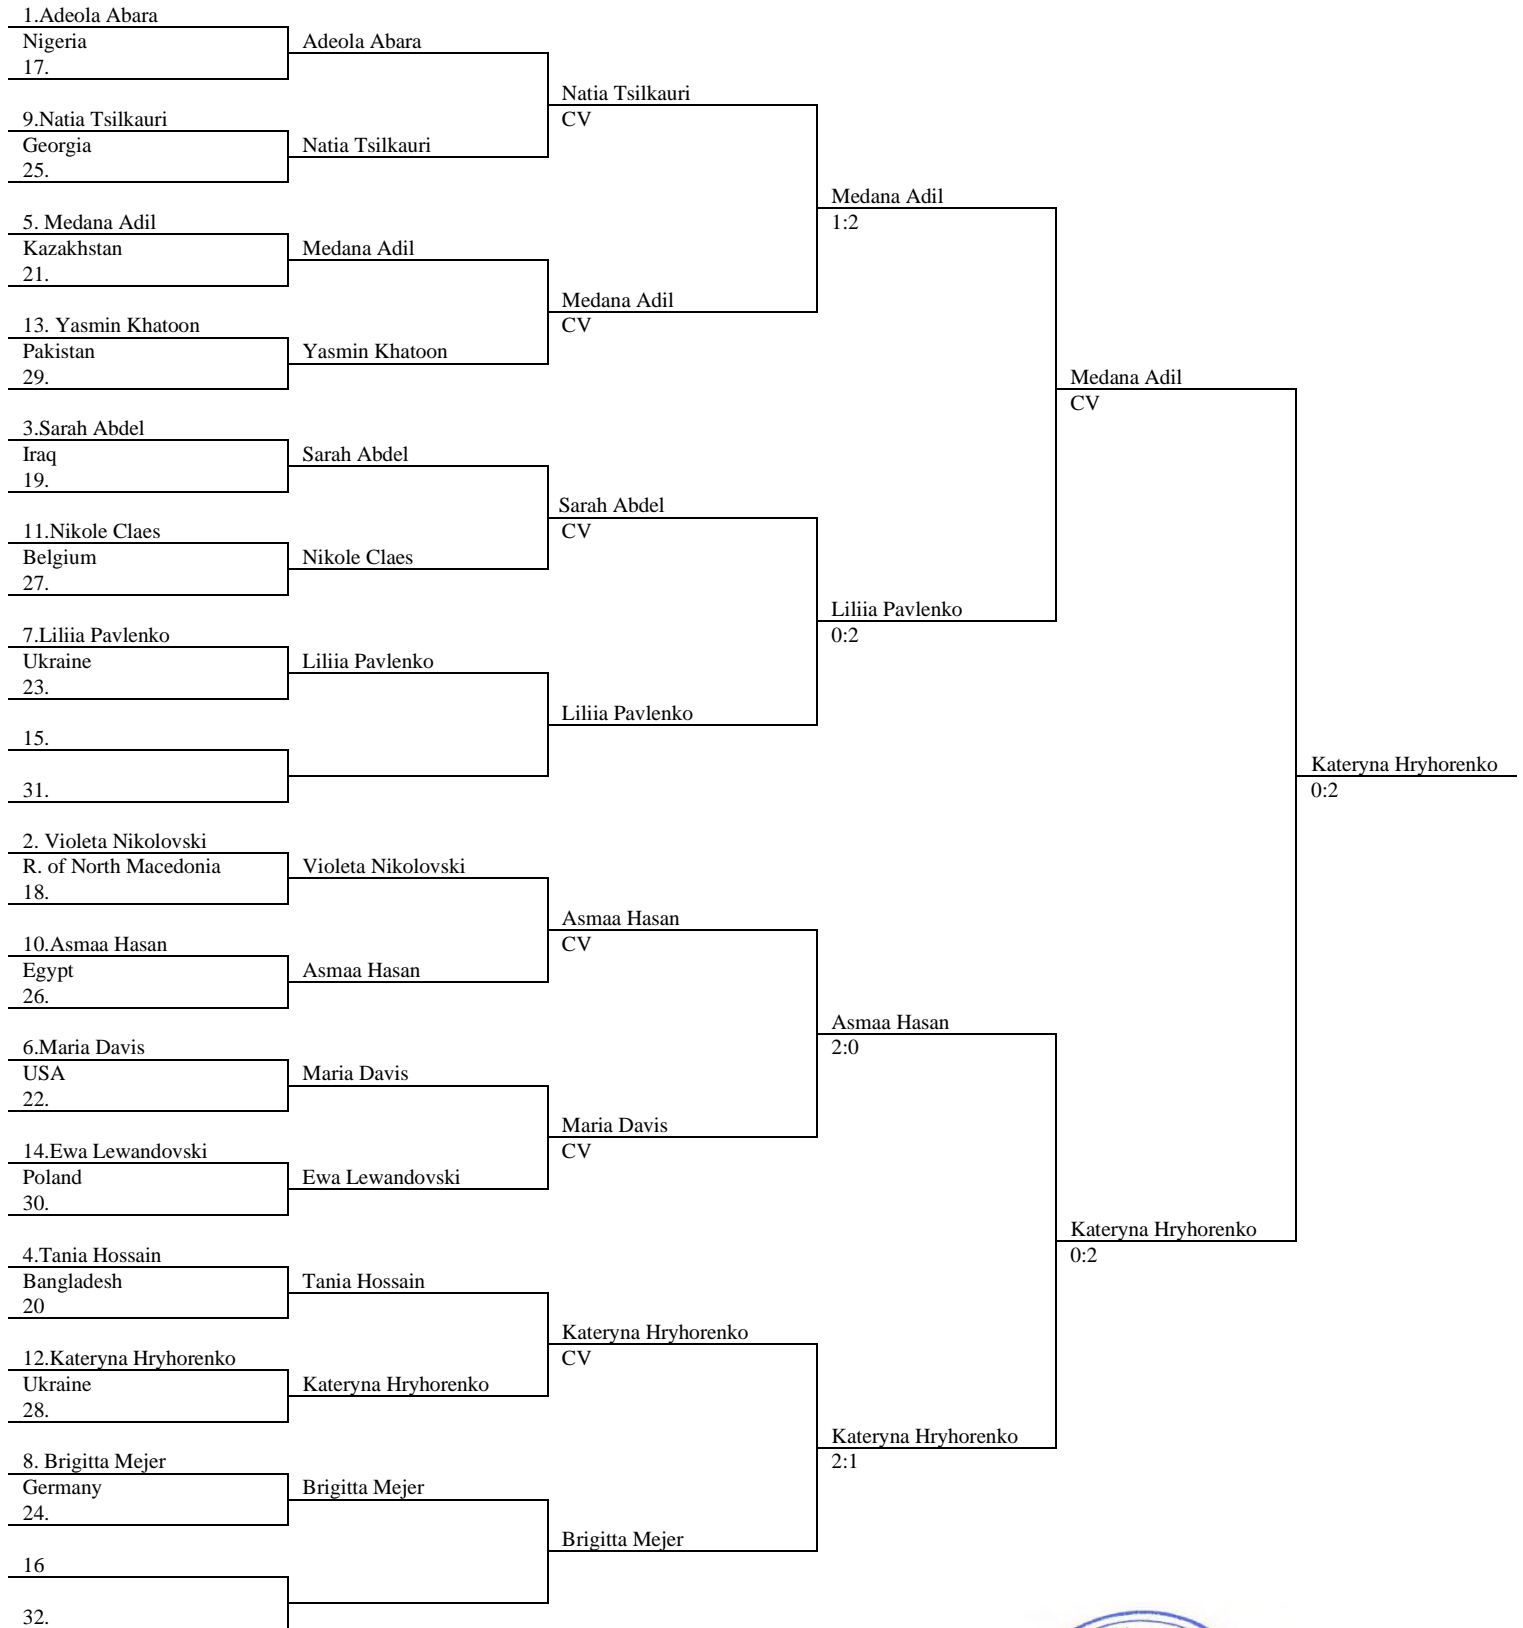 1.Adeola Abara
Nigeria
17.
Adeola Abara
9.Natia Tsilkauri
Georgia
25.
Natia Tsilkauri
Natia Tsilkauri
CV
5. Medana Adil
Kazakhstan
21.
Medana Adil
13. Yasmin Khatoon
Pakistan
29.
Yasmin Khatoon
Medana Adil
CV
Medana Adil
1:2
3.Sarah Abdel
Iraq
19.
Sarah Abdel
11.Nikole Claes
Belgium
27.
Nikole Claes
Sarah Abdel
CV
7.Liliia Pavlenko
Ukraine
23.
Liliia Pavlenko
15.
31.
Liliia Pavlenko
Liliia Pavlenko
0:2
Medana Adil
CV
2. Violeta Nikolovski
R. of North Macedonia
18.
Violeta Nikolovski
10.Asmaa Hasan
Egypt
26.
Asmaa Hasan
Asmaa Hasan
CV
6.Maria Davis
USA
22.
Maria Davis
14.Ewa Lewandovski
Poland
30.
Ewa Lewandovski
Maria Davis
CV
Asmaa Hasan
2:0
4.Tania Hossain
Bangladesh
20
Tania Hossain
12.Kateryna Hryhorenko
Ukraine
28.
Kateryna Hryhorenko
Kateryna Hryhorenko
CV
8. Brigitta Mejer
Germany
24.
Brigitta Mejer
16
32.
Brigitta Mejer
Kateryna Hryhorenko
2:1
Kateryna Hryhorenko
0:2
Kateryna Hryhorenko
0:2